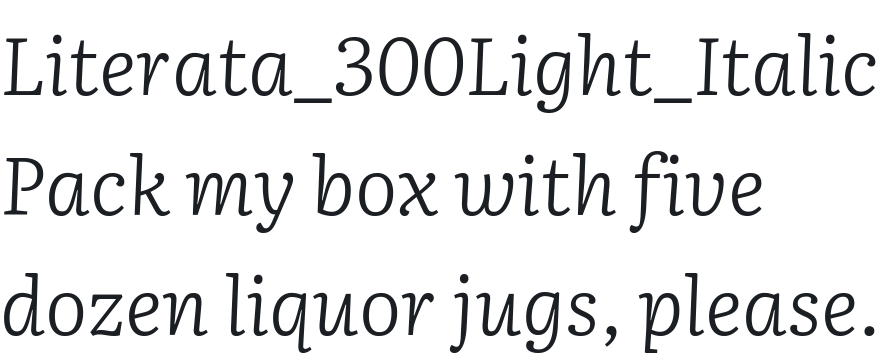 Literata_300Light_Italic
Pack my box with five
dozen liquor jugs, please.